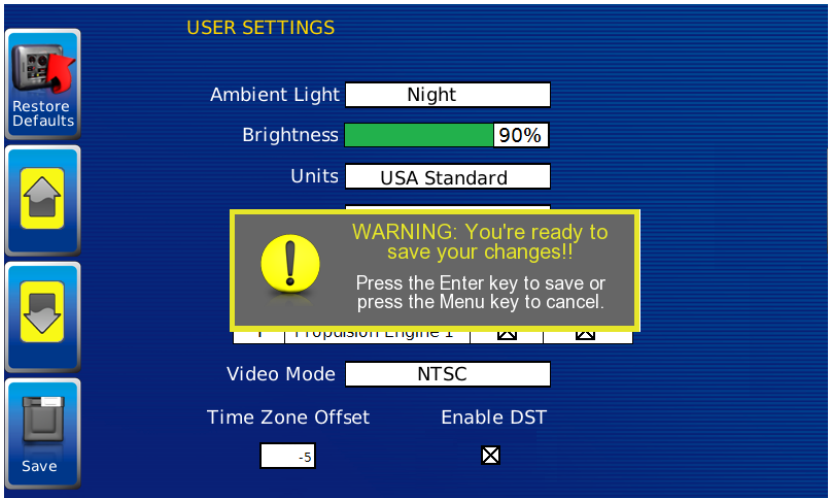 USER SETTINGS
Restore
Defaults
Ambient Light Night
Brightness 90%
Units USA Standard
WARNING: You're ready to
save your changes!!
Press the Enter key to save or
press the Menu key to cancel.
Propulsion Engine 1
Video Mode NTSC
Time Zone Offset Enable DST
-5
Save